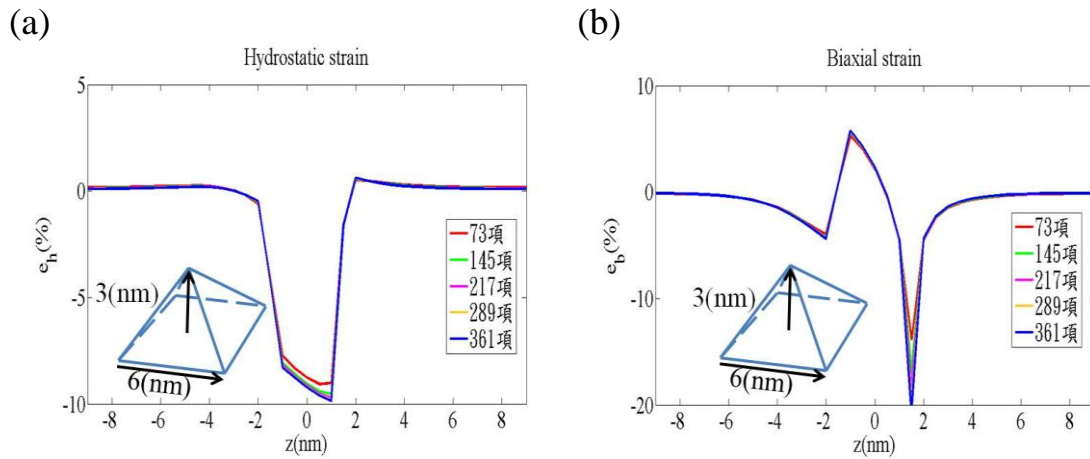 (a)
Hydrostatic strain
5
0
-5
-10
e_h(%)
-8 -6 -4 -2 0 2 4 6 8
z(nm)
73項
145項
217項
289項
361項
3(nm)
6(nm)
(b)
Biaxial strain
10
0
-10
-20
e_b(%)
-8 -6 -4 -2 0 2 4 6 8
z(nm)
73項
145項
217項
289項
361項
3(nm)
6(nm)